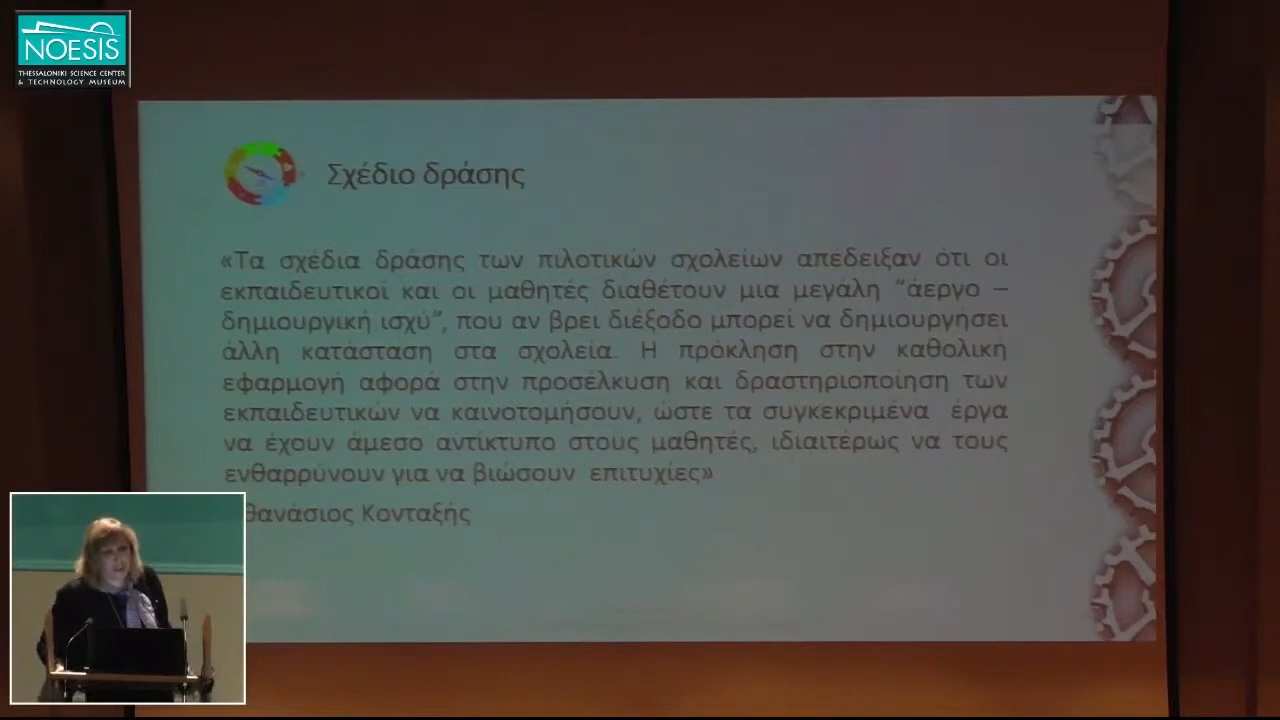 NOESIS
THESSALONIKI SCIENCE CENTER
& TECHNOLOGY MUSEUM
Σχέδιο δράσης
«Τα σχέδια δράσης των πιλοτικών σχολείων απέδειξαν ότι οι
εκπαιδευτικοί και οι μαθητές διαθέτουν μια μεγάλη “άεργο –
δημιουργική ισχύ”, που αν βρει διέξοδο μπορεί να δημιουργήσει
άλλη κατάσταση στα σχολεία. Η πρόκληση στην καθολική
εφαρμογή αφορά στην προσέλκυση και δραστηριοποίηση των
εκπαιδευτικών να καινοτομήσουν, ώστε τα συγκεκριμένα έργα
να έχουν άμεσο αντίκτυπο στους μαθητές, ιδιαιτέρως να τους
ενθαρρύνουν για να βιώσουν επιτυχίες»
θανάσιος Κονταξής